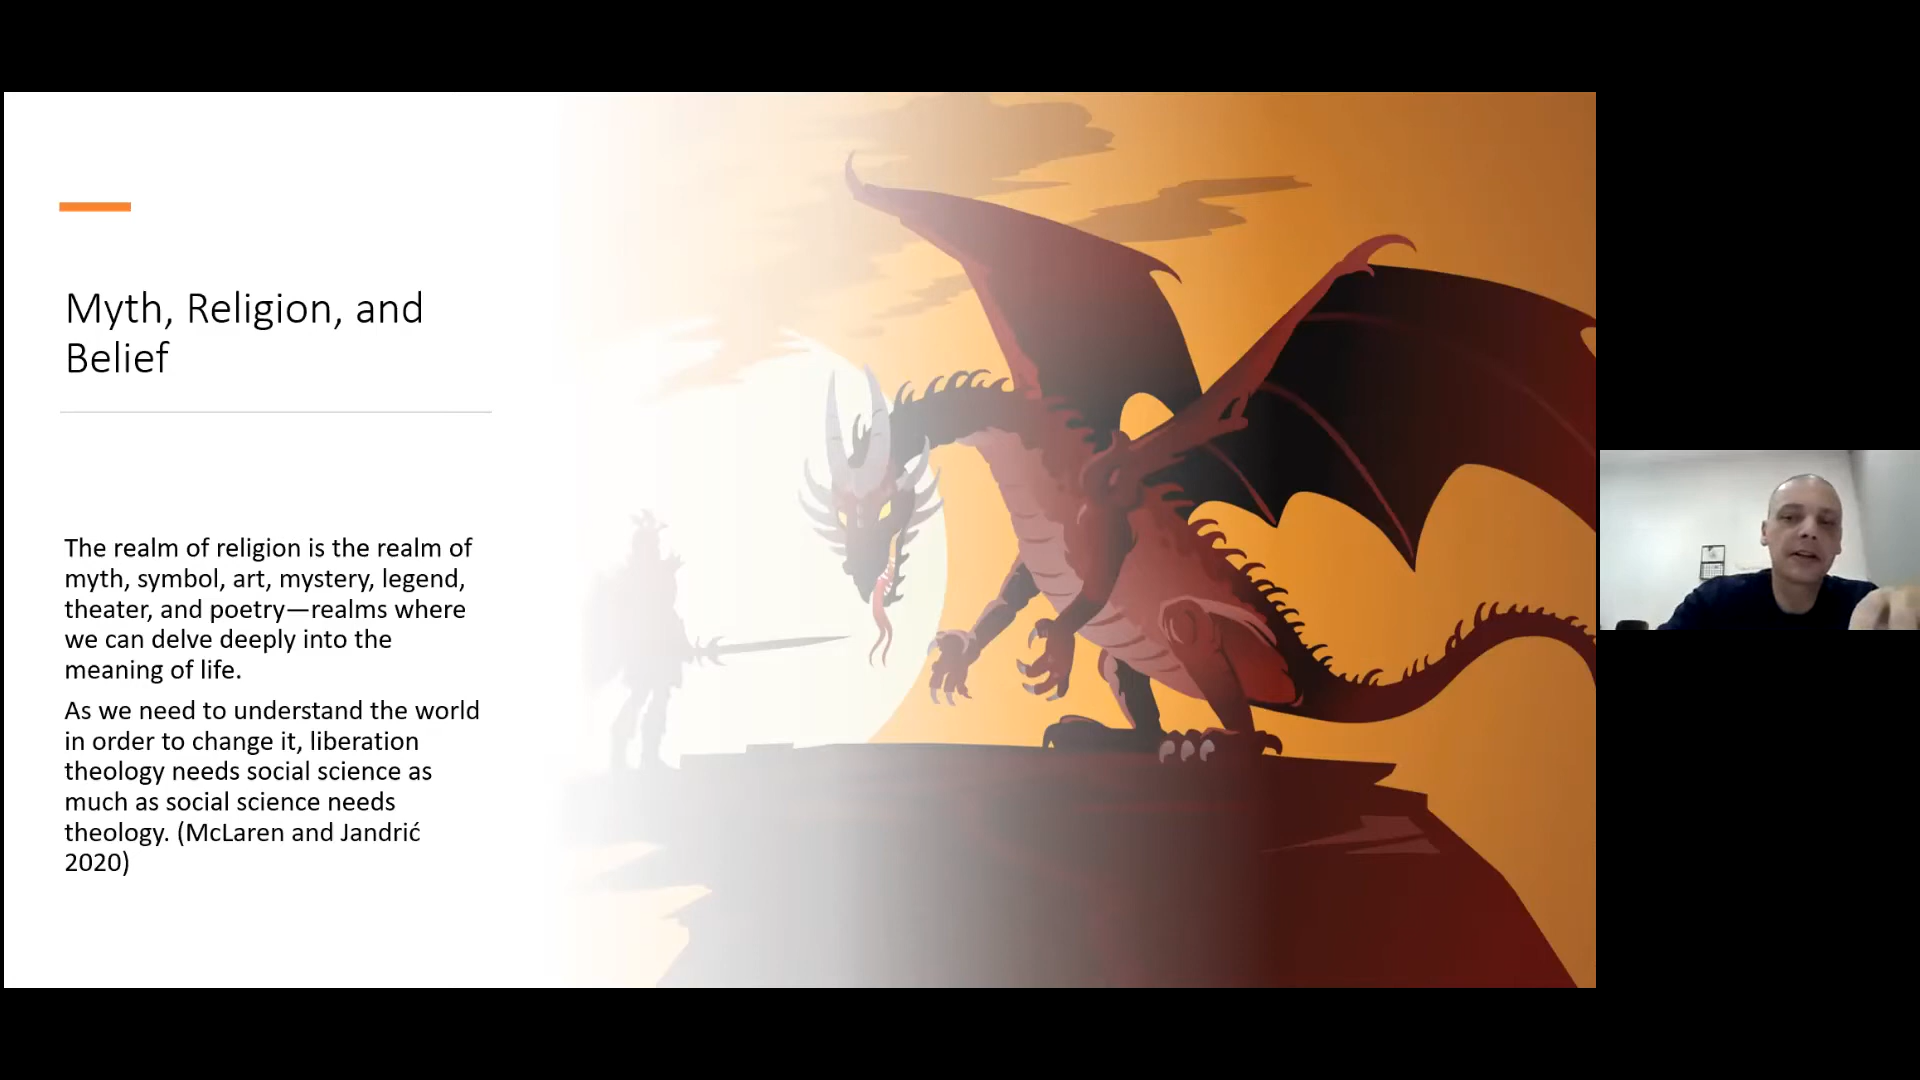 Myth, Religion, and
Belief
The realm of religion is the realm of
myth, symbol, art, mystery, legend,
theater, and poetry—realms where
we can delve deeply into the
meaning of life.
As we need to understand the world
in order to change it, liberation
theology needs social science as
much as social science needs
theology. (McLaren and Jandrić
2020)